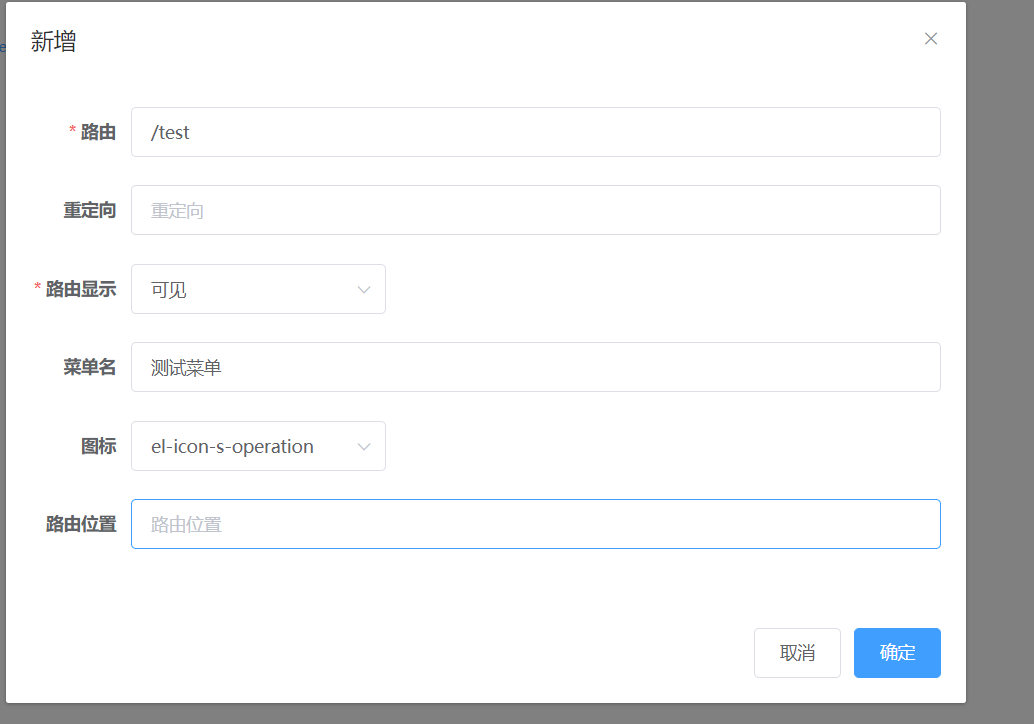 新增
* 路由 /test
重定向 重定向
* 路由显示 可见
菜单名 测试菜单
图标 el-icon-s-operation
路由位置 路由位置
取消 确定